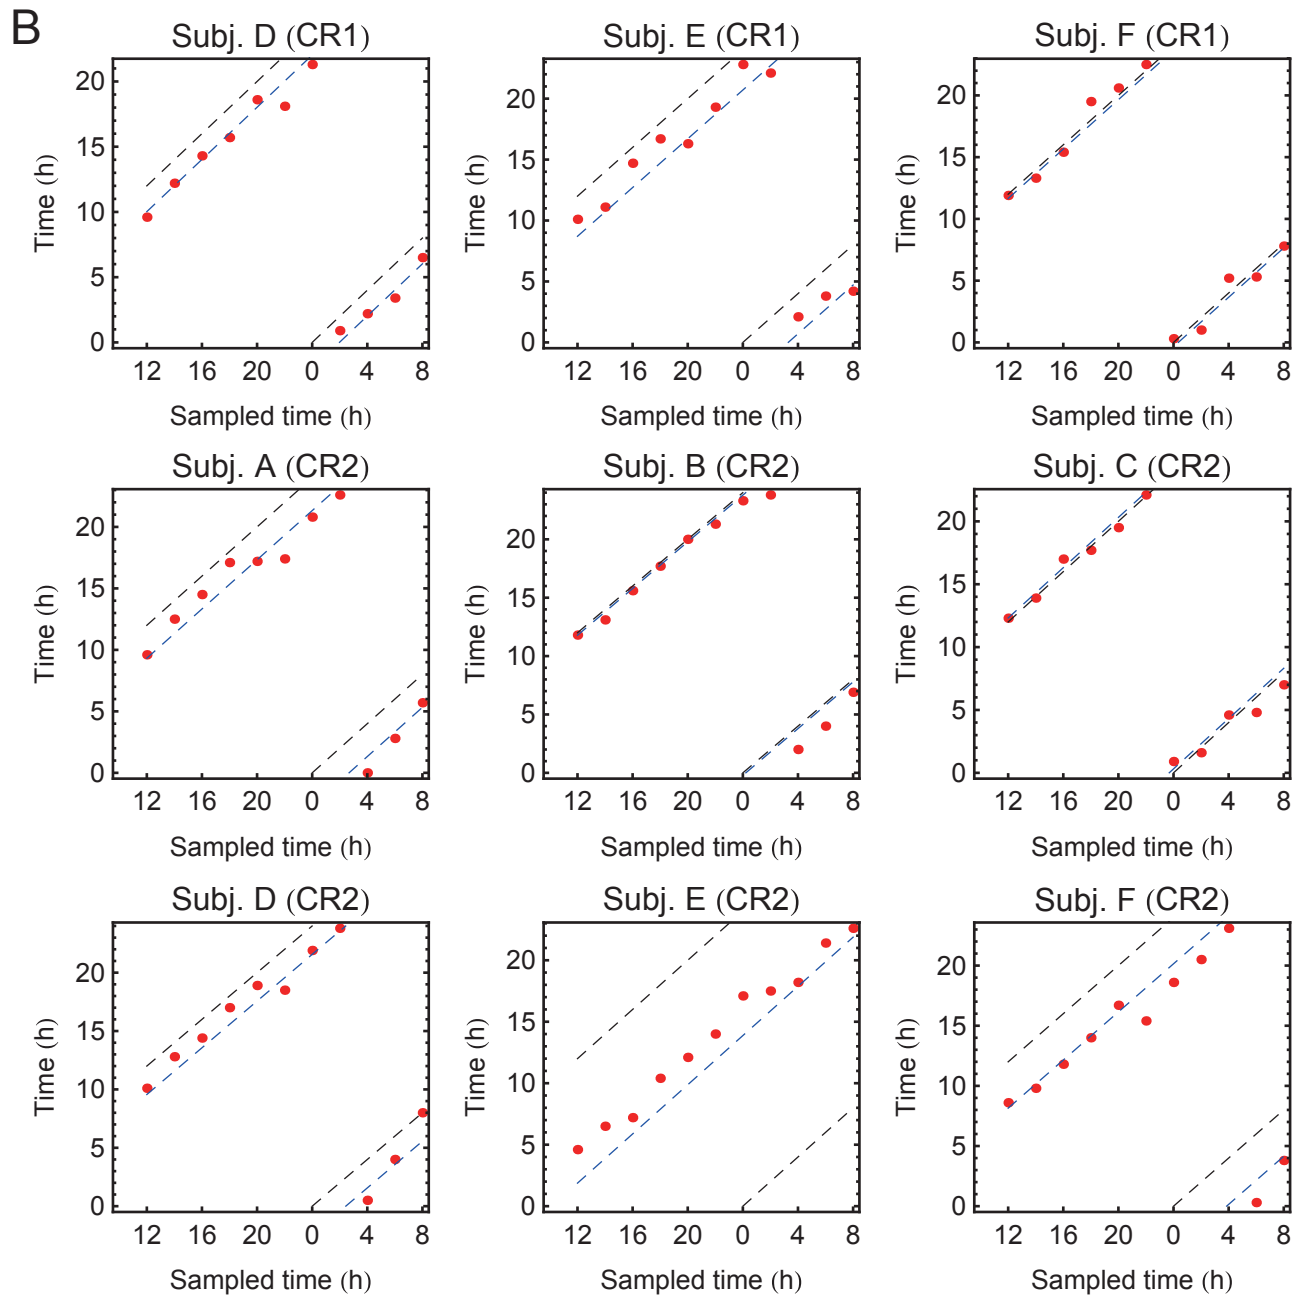 B
Subj. D (CR1)
Subj. E (CR1)
Subj. F (CR1)
Time (h)
20
15
10
5
0
12 16 20 0 4 8
Sampled time (h)
Time (h)
20
15
10
5
0
12 16 20 0 4 8
Sampled time (h)
Time (h)
20
15
10
5
0
12 16 20 0 4 8
Sampled time (h)
Subj. A (CR2)
Subj. B (CR2)
Subj. C (CR2)
Time (h)
20
15
10
5
0
12 16 20 0 4 8
Sampled time (h)
Time (h)
20
15
10
5
0
12 16 20 0 4 8
Sampled time (h)
Time (h)
20
15
10
5
0
12 16 20 0 4 8
Sampled time (h)
Subj. D (CR2)
Subj. E (CR2)
Subj. F (CR2)
Time (h)
20
15
10
5
0
12 16 20 0 4 8
Sampled time (h)
Time (h)
20
15
10
5
0
12 16 20 0 4 8
Sampled time (h)
Time (h)
20
15
10
5
0
12 16 20 0 4 8
Sampled time (h)